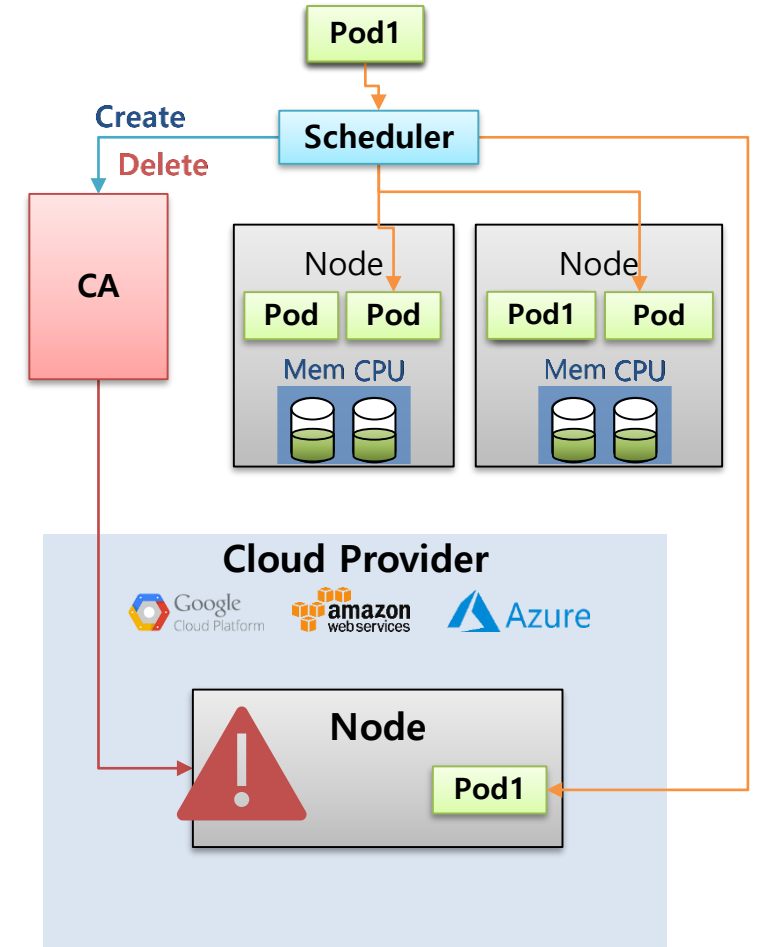 Pod1
Create
Scheduler
Delete
CA
Node
Node
Pod
Pod
Pod1
Pod
Mem CPU
Mem CPU
Cloud Provider
Google
Cloud Platform
amazon
web services
Azure
Node
Pod1